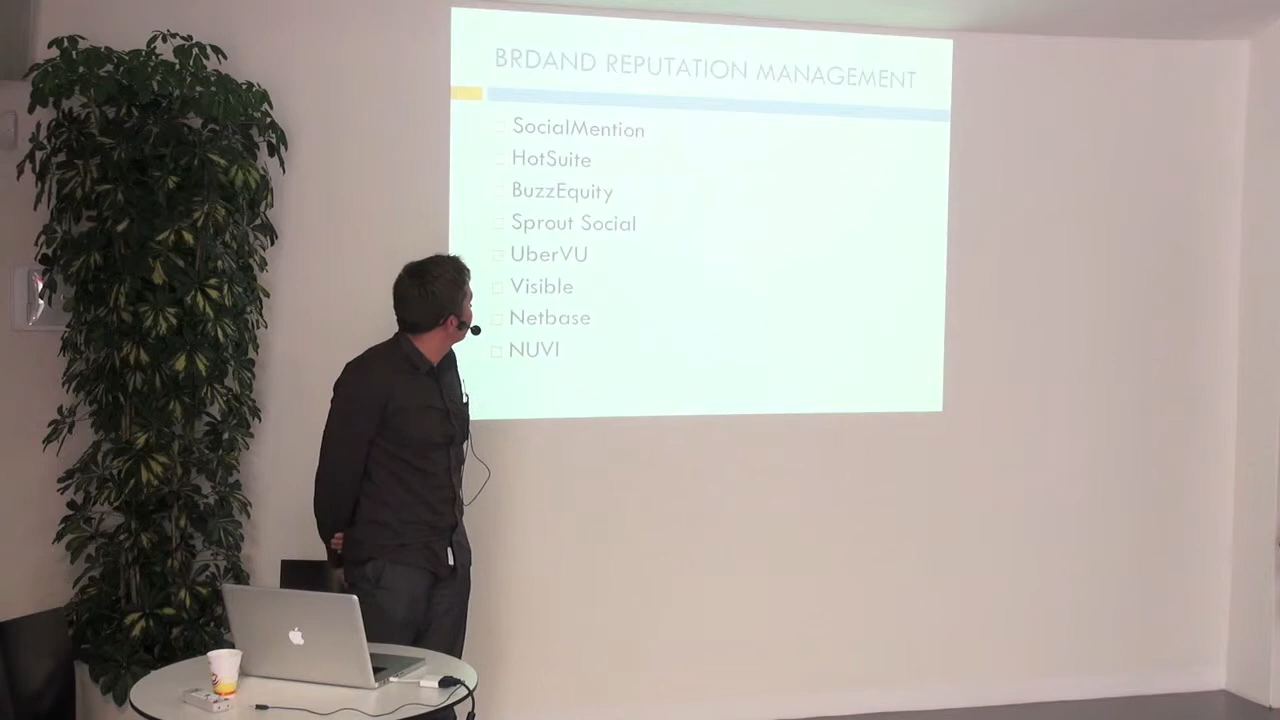 BRDAND REPUTATION MANAGEMENT
SocialMention
HotSuite
BuzzEquity
Sprout Social
UberVU
Visible
Netbase
NUVI